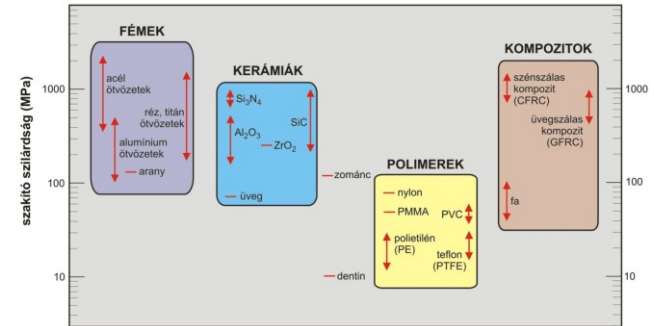 szakító szilárdság (MPa)
1000
100
10
FÉMEK
acél
ötvözetek
réz, titán
ötvözetek
alumínium
ötvözetek
arany
KERÁMIÁK
Si₃N₄
Al₂O₃
SiC
ZrO₂
üveg
zománc
dentin
POLIMEREK
nylon
PMMA
PVC
polietilén
(PE)
teflon
(PTFE)
KOMPOZITOK
szénszálas
kompozit
(CFRC)
üvegszálas
kompozit
(GFRC)
fa
1000
100
10